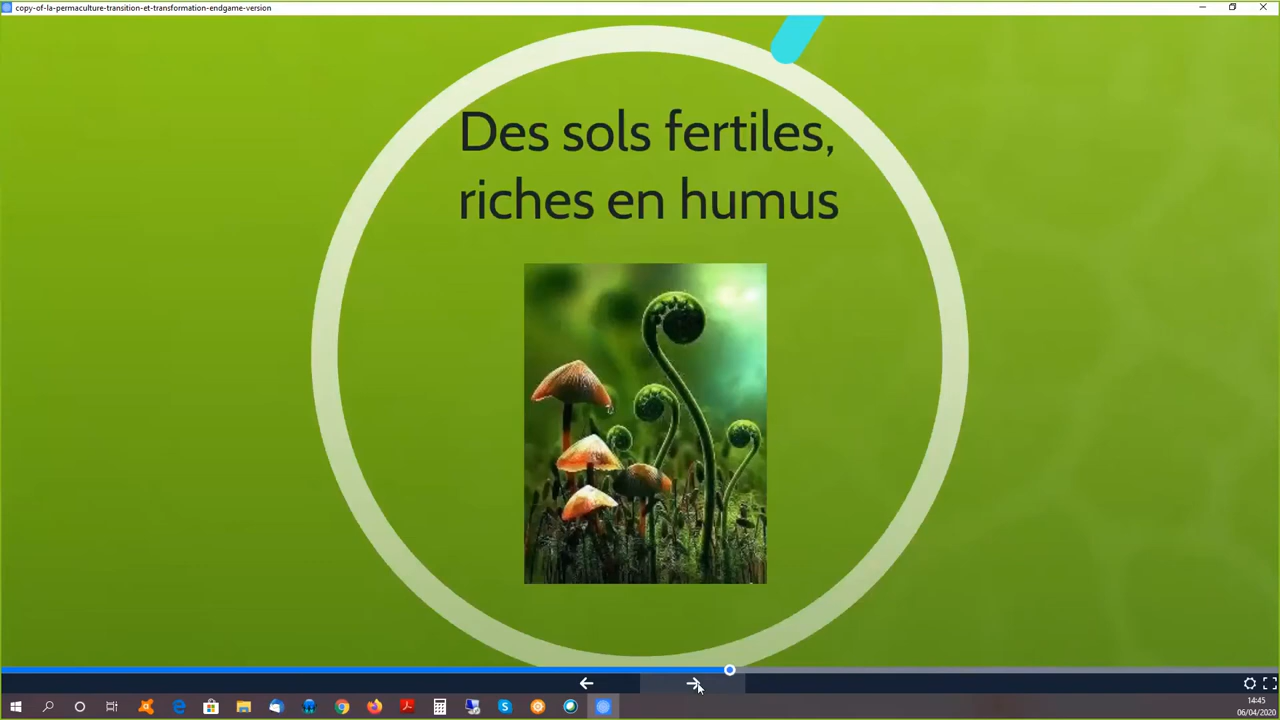 copy-of-la-permaculture-transition-et-transformation-endgame-version
Des sols fertiles,
riches en humus
14:45
06/04/2020